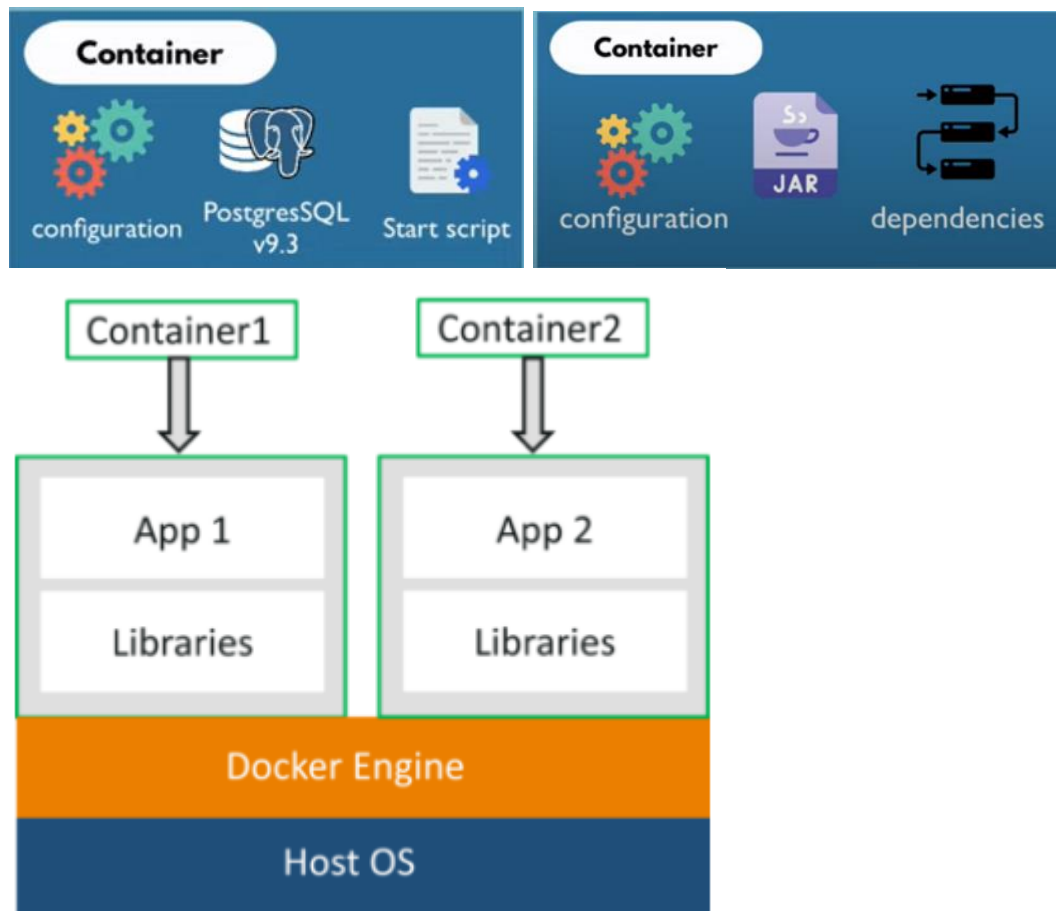 Container
configuration
PostgresSQL
v9.3
Start script
Container
JAR
configuration
dependencies
Container1
Container2
App 1
Libraries
App 2
Libraries
Docker Engine
Host OS